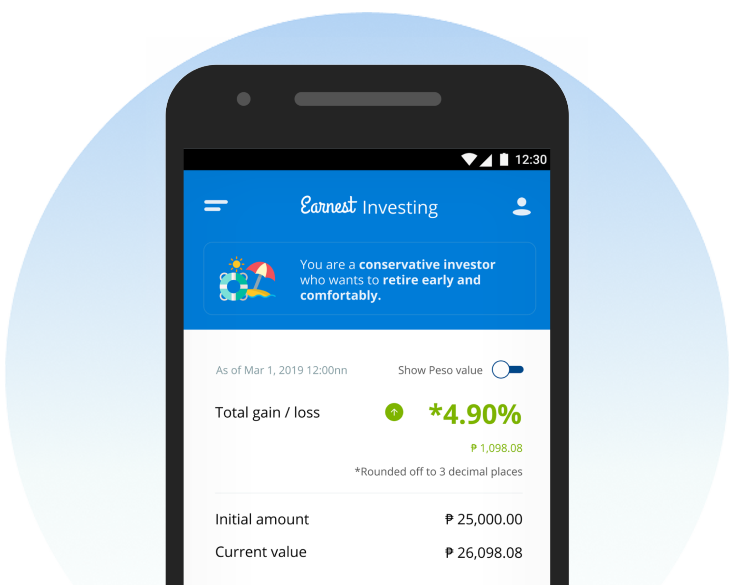 12:30
Earnest Investing
You are a conservative investor
who wants to retire early and
comfortably.
As of Mar 1, 2019 12:00nn
Show Peso value
Total gain / loss
*4.90%
₱ 1,098.08
*Rounded off to 3 decimal places
Initial amount
₱ 25,000.00
Current value
₱ 26,098.08